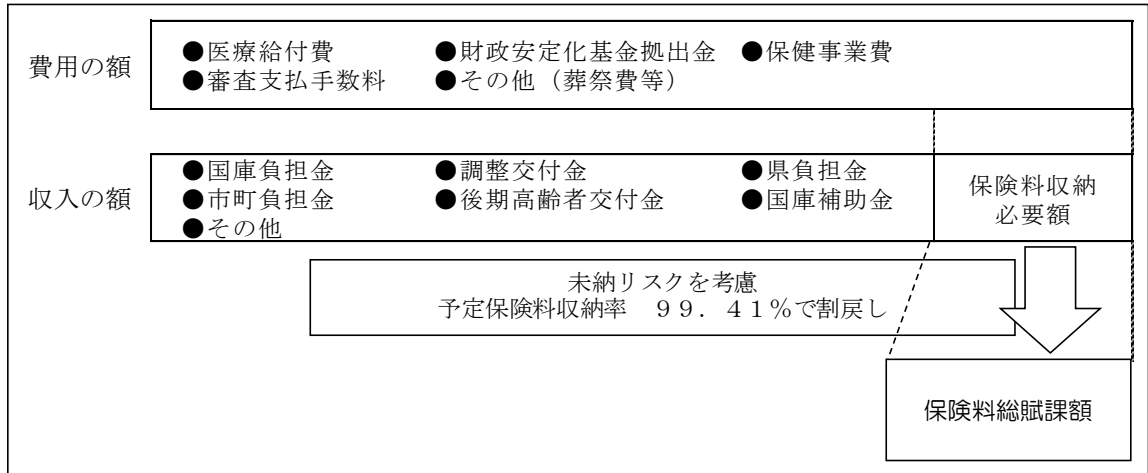 費用の額
●医療給付費 ●財政安定化基金拠出金 ●保健事業費
●審査支払手数料 ●その他（葬祭費等）
収入の額
●国庫負担金 ●調整交付金 ●県負担金
●市町負担金 ●後期高齢者交付金 ●国庫補助金
●その他
保険料収納
必要額
未納リスクを考慮
予定保険料収納率　９９．４１％で割戻し
保険料総賦課額